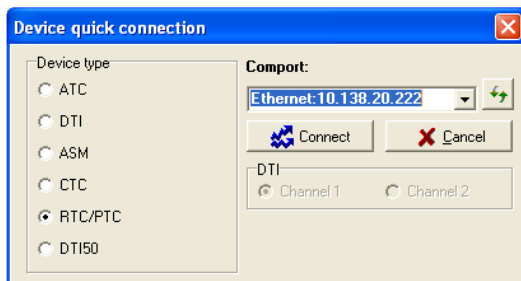 Device quick connection
Device type
ATC
DTI
ASM
CTC
RTC/PTC
DTI50
Comport:
Ethernet:10.138.20.222
Connect
Cancel
DTI
Channel 1
Channel 2